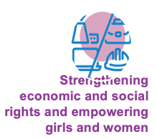 Strengthening
economic and social
rights and empowering
girls and women